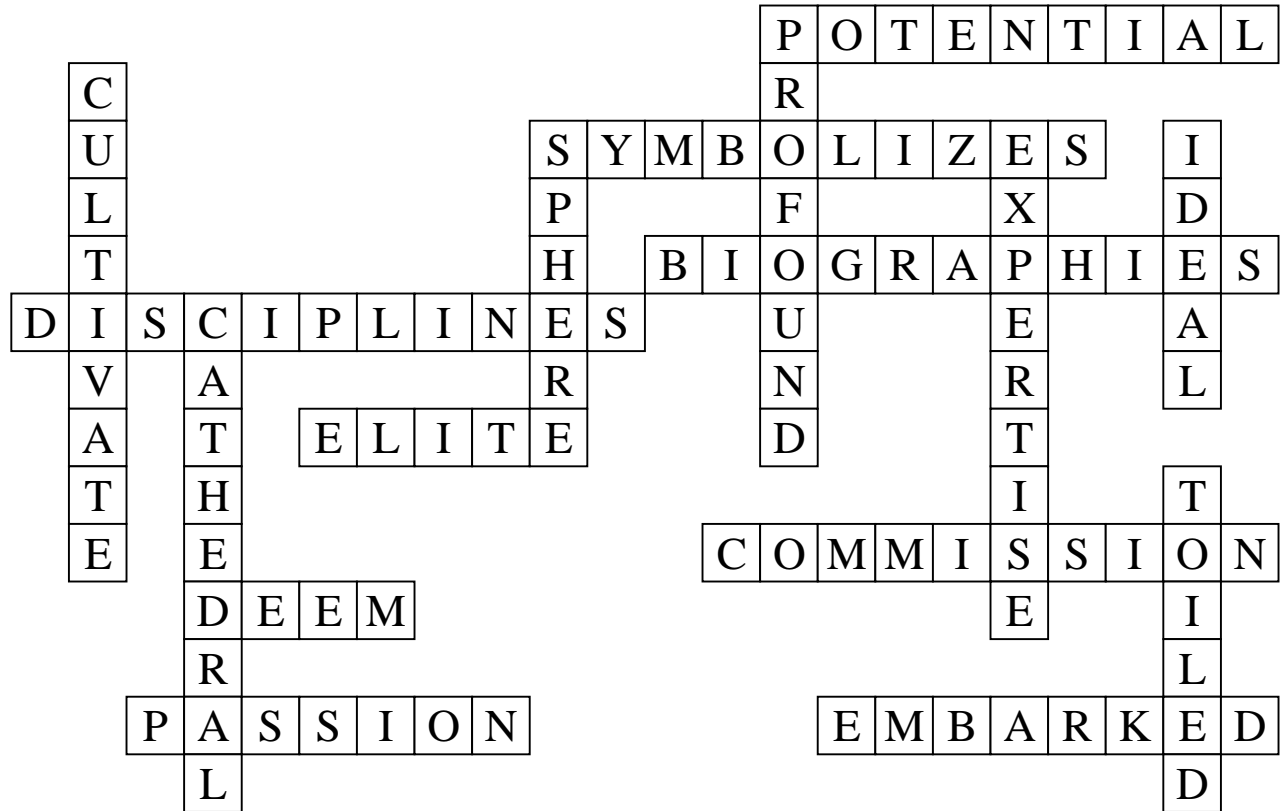 POTENTIAL
PROFOUND
CULTIVATE
SYMBOLIZES
SPHERE
EXPERTISE
IDEAL
BIOGRAPHIES
DISCIPLINES
CATHEDRAL
ELITE
TOILED
COMMISSION
DEEM
PASSION
EMBARKED